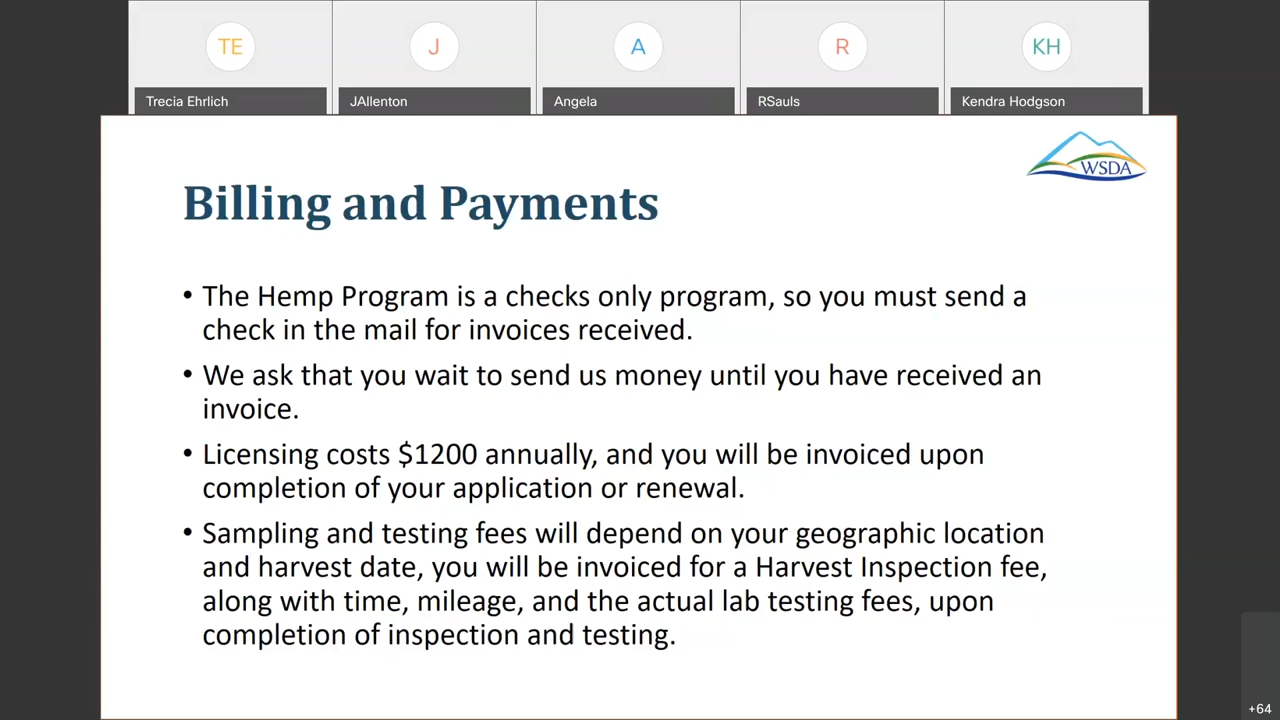 TE
J
A
R
KH
Trecia Ehrlich
JAllenton
Angela
RSauls
Kendra Hodgson
WSDA
Billing and Payments
• The Hemp Program is a checks only program, so you must send a
check in the mail for invoices received.
• We ask that you wait to send us money until you have received an
invoice.
• Licensing costs $1200 annually, and you will be invoiced upon
completion of your application or renewal.
• Sampling and testing fees will depend on your geographic location
and harvest date, you will be invoiced for a Harvest Inspection fee,
along with time, mileage, and the actual lab testing fees, upon
completion of inspection and testing.
+64